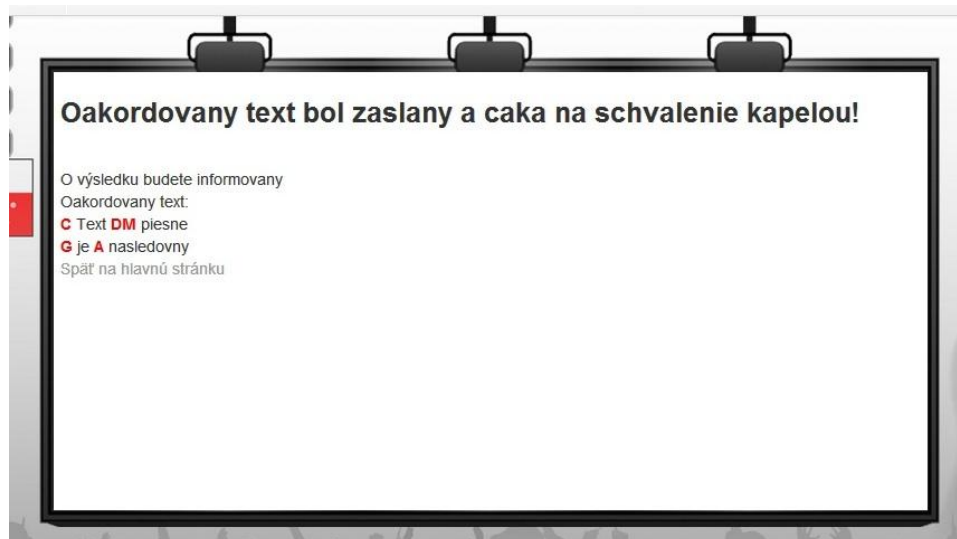 Oakordovany text bol zaslany a caka na schvalenie kapelou!
O výsledku budete informovany
Oakordovany text:
C Text DM piesne
G je A nasledovny
Späť na hlavnú stránku